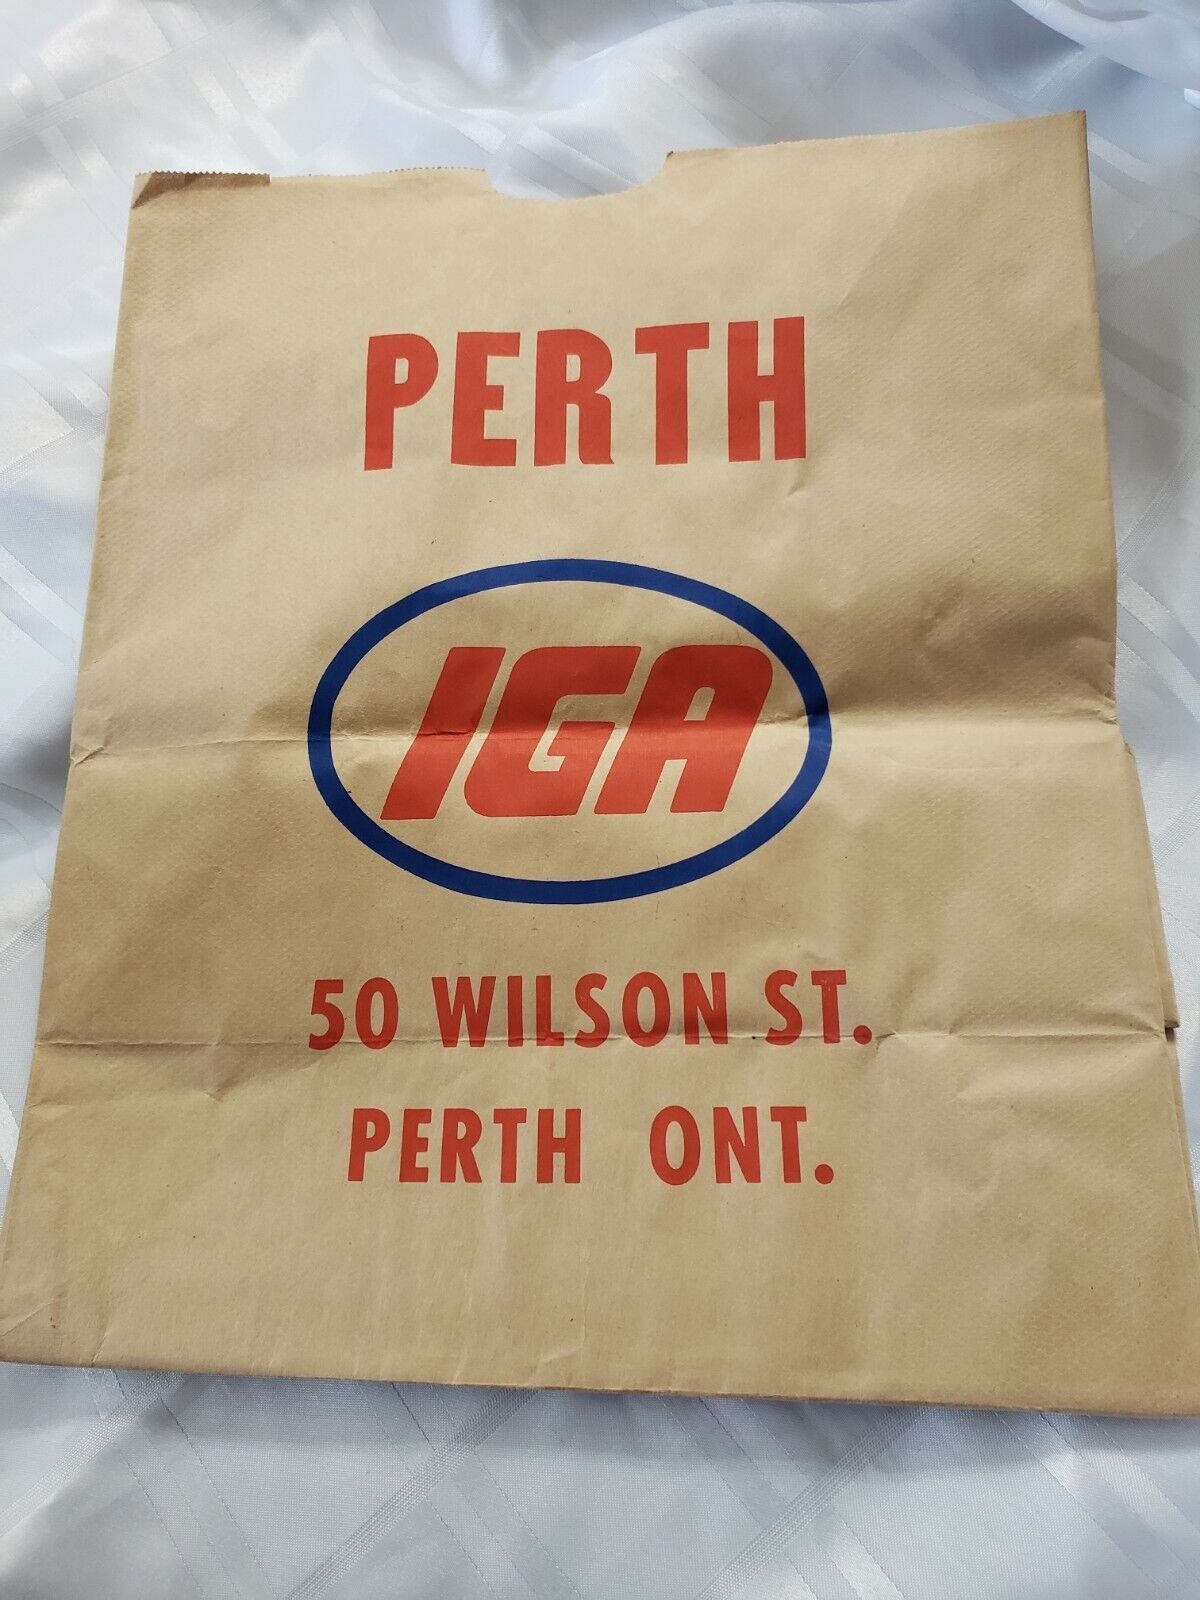 PERTH
IGA
50 WILSON ST.
PERTH ONT.